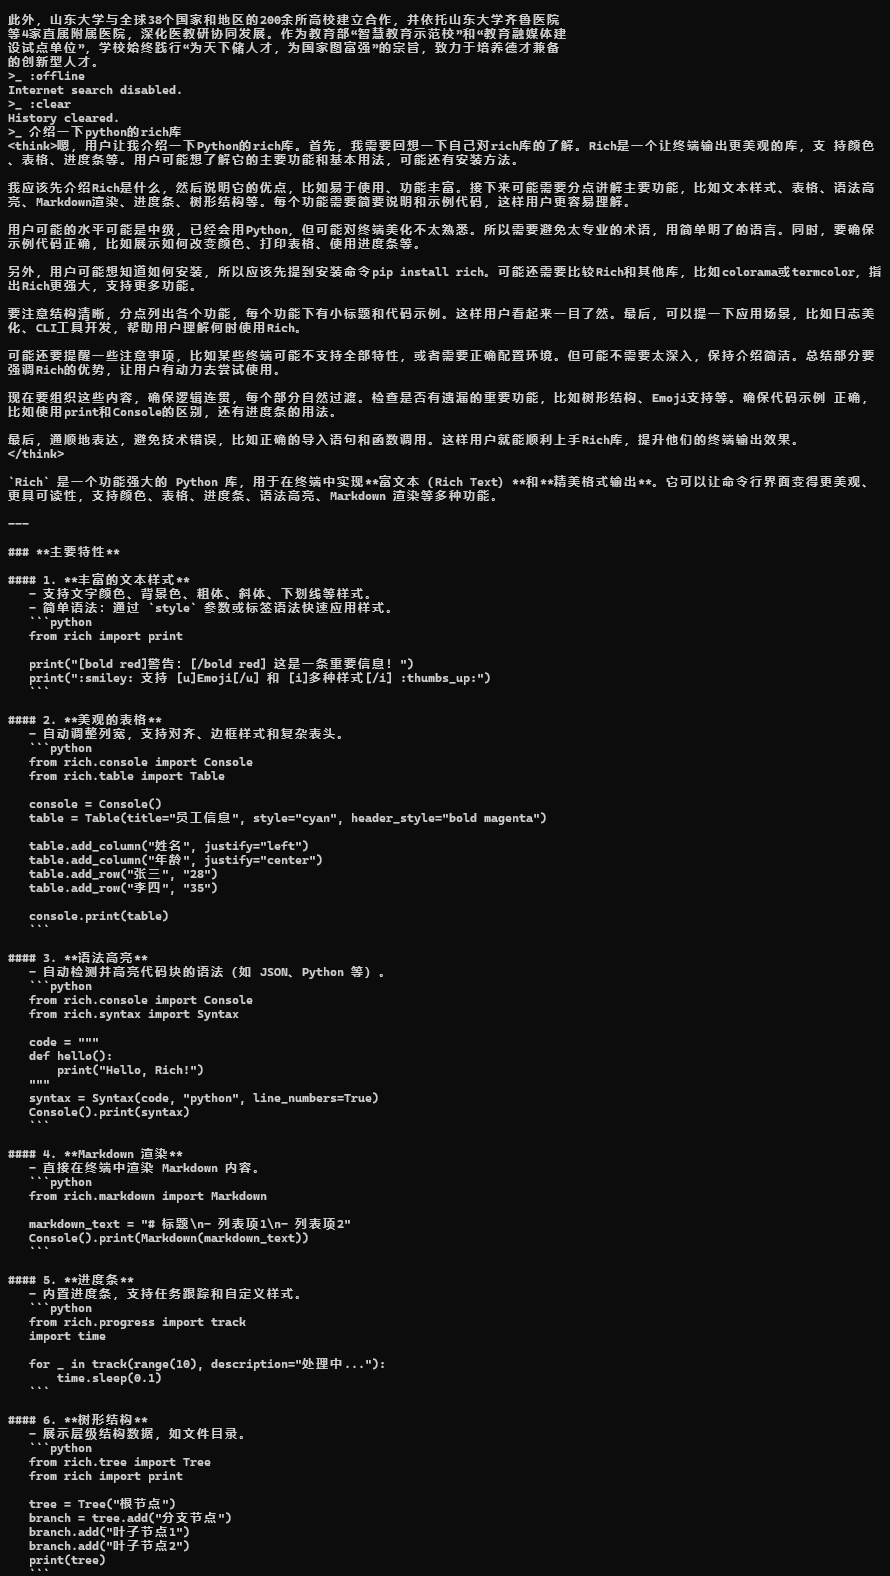 此外，山东大学与全球38个国家和地区的200余所高校建立合作，并依托山东大学齐鲁医院
等4家直属附属医院，深化医教研协同发展。作为教育部“智慧教育示范校”和“教育融媒体建
设试点单位”，学校始终践行“为天下储人才，为国家图富强”的宗旨，致力于培养德才兼备
的创新型人才。
>_ :offline
Internet search disabled.
>_ :clear
History cleared.
>_ 介绍一下python的rich库
<think>嗯，用户让我介绍一下Python的rich库。首先，我需要回想一下自己对rich库的了解。Rich是一个让终端输出更美观的库，支 持颜色
、表格、进度条等。用户可能想了解它的主要功能和基本用法，可能还有安装方法。

我应该先介绍Rich是什么，然后说明它的优点，比如易于使用、功能丰富。接下来可能需要分点讲解主要功能，比如文本样式、表格、语法高
亮、Markdown渲染、进度条、树形结构等。每个功能需要简要说明和示例代码，这样用户更容易理解。

用户可能的水平可能是中级，已经会用Python，但可能对终端美化不太熟悉。所以需要避免太专业的术语，用简单明了的语言。同时，要确保
示例代码正确，比如展示如何改变颜色、打印表格、使用进度条等。

另外，用户可能想知道如何安装，所以应该先提到安装命令pip install rich。可能还需要比较Rich和其他库，比如colorama或termcolor，指
出Rich更强大，支持更多功能。

要注意结构清晰，分点列出各个功能，每个功能下有小标题和代码示例。这样用户看起来一目了然。最后，可以提一下应用场景，比如日志美
化、CLI工具开发，帮助用户理解何时使用Rich。

可能还要提醒一些注意事项，比如某些终端可能不支持全部特性，或者需要正确配置环境。但可能不需要太深入，保持介绍简洁。总结部分要
强调Rich的优势，让用户有动力去尝试使用。

现在要组织这些内容，确保逻辑连贯，每个部分自然过渡。检查是否有遗漏的重要功能，比如树形结构、Emoji支持等。确保代码示例 正确，
比如使用print和Console的区别，还有进度条的用法。

最后，通顺地表达，避免技术错误，比如正确的导入语句和函数调用。这样用户就能顺利上手Rich库，提升他们的终端输出效果。
</think>

`Rich` 是一个功能强大的 Python 库，用于在终端中实现**富文本（Rich Text）**和**精美格式输出**。它可以让命令行界面变得更美观、
更具可读性，支持颜色、表格、进度条、语法高亮、Markdown 渲染等多种功能。

---

### **主要特性**

#### 1. **丰富的文本样式**
   - 支持文字颜色、背景色、粗体、斜体、下划线等样式。
   - 简单语法：通过 `style` 参数或标签语法快速应用样式。
   ```python
   from rich import print

   print("[bold red]警告：[/bold red] 这是一条重要信息！")
   print(":smiley: 支持 [u]Emoji[/u] 和 [i]多种样式[/i] :thumbs_up:")
   ```

#### 2. **美观的表格**
   - 自动调整列宽，支持对齐、边框样式和复杂表头。
   ```python
   from rich.console import Console
   from rich.table import Table

   console = Console()
   table = Table(title="员工信息", style="cyan", header_style="bold magenta")

   table.add_column("姓名", justify="left")
   table.add_column("年龄", justify="center")
   table.add_row("张三", "28")
   table.add_row("李四", "35")

   console.print(table)
   ```

#### 3. **语法高亮**
   - 自动检测并高亮代码块的语法（如 JSON、Python 等）。
   ```python
   from rich.console import Console
   from rich.syntax import Syntax

   code = """
   def hello():
       print("Hello, Rich!")
   """
   syntax = Syntax(code, "python", line_numbers=True)
   Console().print(syntax)
   ```

#### 4. **Markdown 渲染**
   - 直接在终端中渲染 Markdown 内容。
   ```python
   from rich.markdown import Markdown

   markdown_text = "# 标题\n- 列表项1\n- 列表项2"
   Console().print(Markdown(markdown_text))
   ```

#### 5. **进度条**
   - 内置进度条，支持任务跟踪和自定义样式。
   ```python
   from rich.progress import track
   import time

   for _ in track(range(10), description="处理中..."):
       time.sleep(0.1)
   ```

#### 6. **树形结构**
   - 展示层级结构数据，如文件目录。
   ```python
   from rich.tree import Tree
   from rich import print

   tree = Tree("根节点")
   branch = tree.add("分支节点")
   branch.add("叶子节点1")
   branch.add("叶子节点2")
   print(tree)
   ```